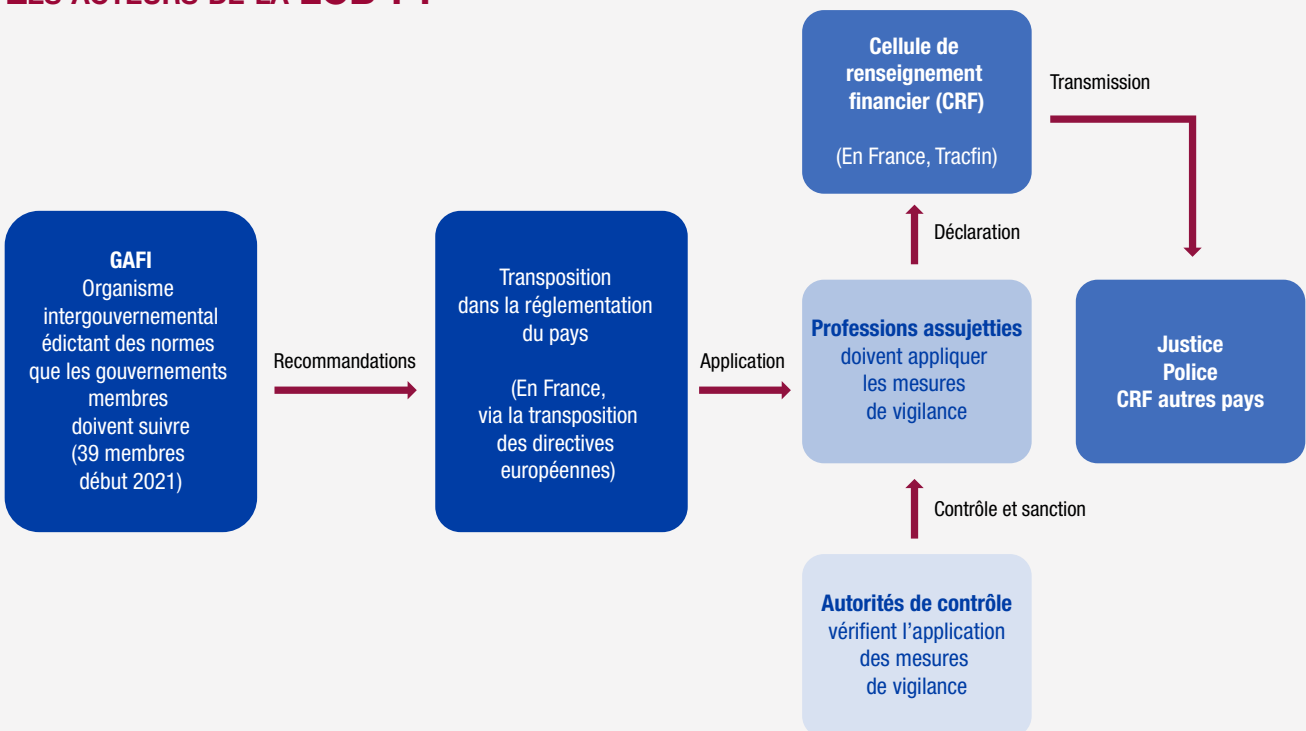 Cellule de
renseignement
financier (CRF)
(En France, Tracfin)
Transmission
GAFI
Organisme
intergouvernemental
édictant des normes
que les gouvernements
membres
doivent suivre
(39 membres
début 2021)
Recommandations
Transposition
dans la réglementation
du pays
(En France,
via la transposition
des directives
européennes)
Application
Déclaration
Professions assujetties
doivent appliquer
les mesures
de vigilance
Justice
Police
CRF autres pays
Contrôle et sanction
Autorités de contrôle
vérifient l’application
des mesures
de vigilance